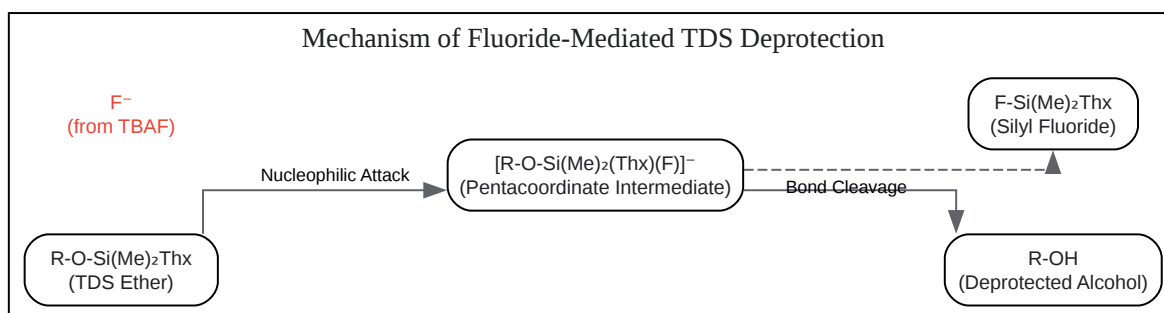 Mechanism of Fluoride-Mediated TDS Deprotection
F⁻
(from TBAF)
F-Si(Me)₂Thx
(Silyl Fluoride)
Nucleophilic Attack
[R-O-Si(Me)₂(Thx)(F)]⁻
(Pentacoordinate Intermediate)
Bond Cleavage
R-O-Si(Me)₂Thx
(TDS Ether)
R-OH
(Deprotected Alcohol)